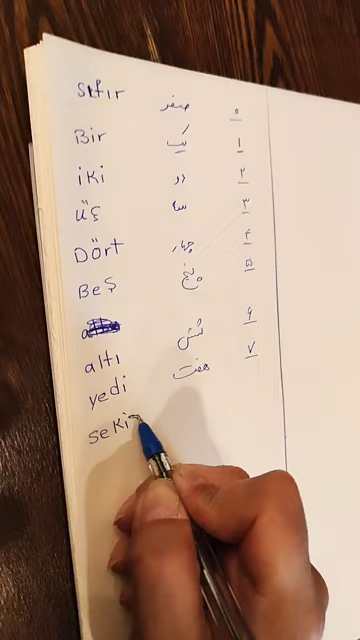 sıfır صفر ۰
Bir یک ۱
iki دو ۲
üç سه ۳
Dört چهار ۴
Beş پنج ۵
altı شش ۶
yedi هفت ۷
seki